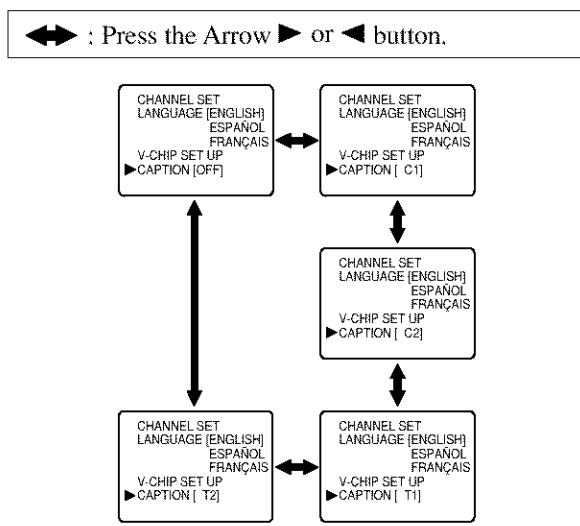 ◀▶ : Press the Arrow ▶ or ◀ button.
CHANNEL SET
LANGUAGE [ENGLISH]
ESPAÑOL
FRANÇAIS
V-CHIP SET UP
▶CAPTION [OFF]
CHANNEL SET
LANGUAGE [ENGLISH]
ESPAÑOL
FRANÇAIS
V-CHIP SET UP
▶CAPTION [ C1]
CHANNEL SET
LANGUAGE [ENGLISH]
ESPAÑOL
FRANÇAIS
V-CHIP SET UP
▶CAPTION [ C2]
CHANNEL SET
LANGUAGE [ENGLISH]
ESPAÑOL
FRANÇAIS
V-CHIP SET UP
▶CAPTION [ T2]
CHANNEL SET
LANGUAGE [ENGLISH]
ESPAÑOL
FRANÇAIS
V-CHIP SET UP
▶CAPTION [ T1]